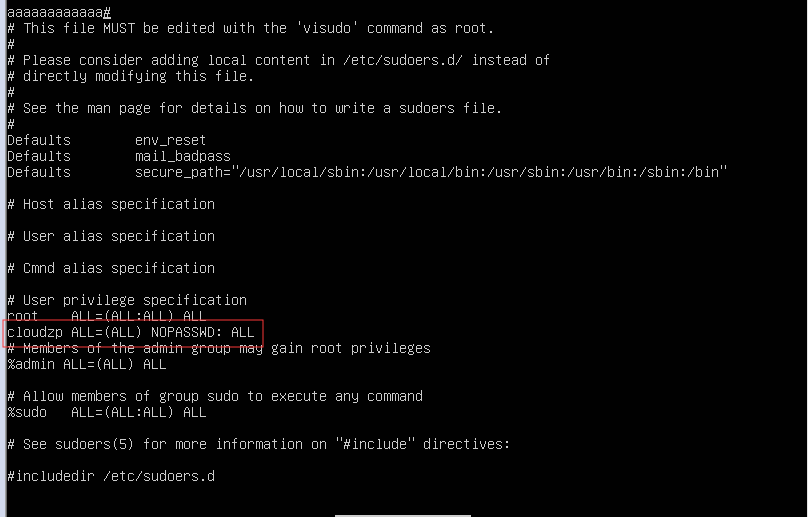 aaaaaaaaaaaa#
# This file MUST be edited with the 'visudo' command as root.
#
# Please consider adding local content in /etc/sudoers.d/ instead of
# directly modifying this file.
#
# See the man page for details on how to write a sudoers file.
#
Defaults        env_reset
Defaults        mail_badpass
Defaults        secure_path="/usr/local/sbin:/usr/local/bin:/usr/sbin:/usr/bin:/sbin:/bin"
# Host alias specification
# User alias specification
# Cmnd alias specification
# User privilege specification
root    ALL=(ALL:ALL) ALL
cloudzp ALL=(ALL) NOPASSWD: ALL
# Members of the admin group may gain root privileges
%admin ALL=(ALL) ALL
# Allow members of group sudo to execute any command
%sudo   ALL=(ALL:ALL) ALL
# See sudoers(5) for more information on "#include" directives:
#includedir /etc/sudoers.d